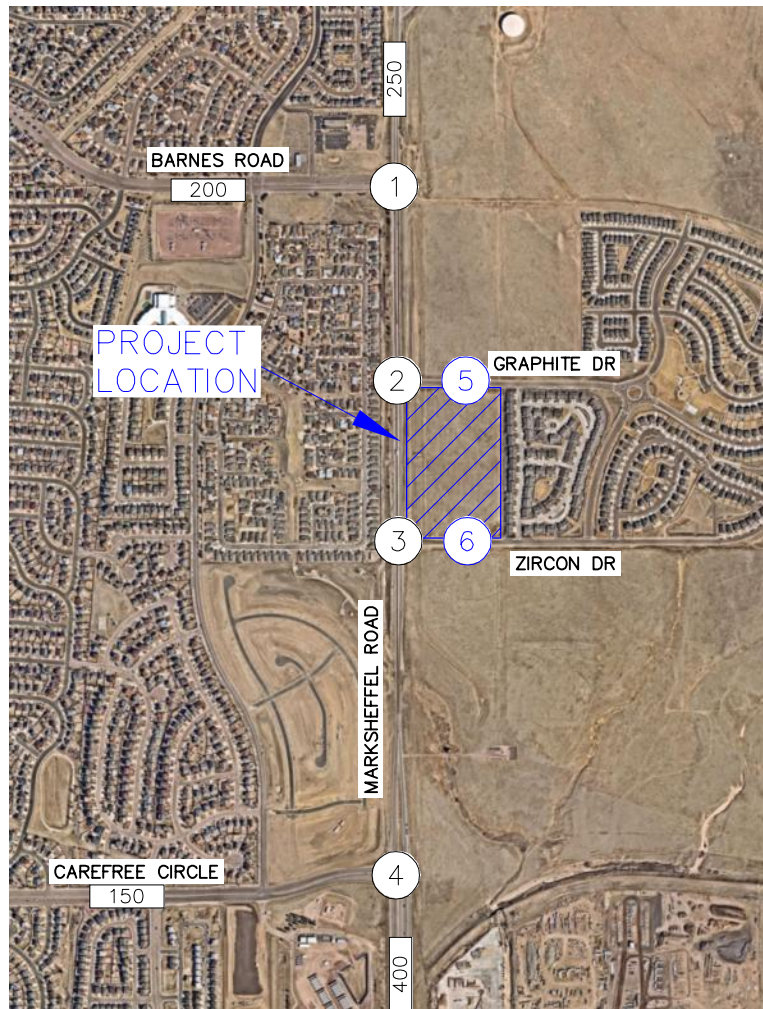 250
BARNES ROAD
200
1
PROJECT
LOCATION
GRAPHITE DR
2
5
3
6
ZIRCON DR
MARKSHEFFEL ROAD
CAREFREE CIRCLE
150
4
400